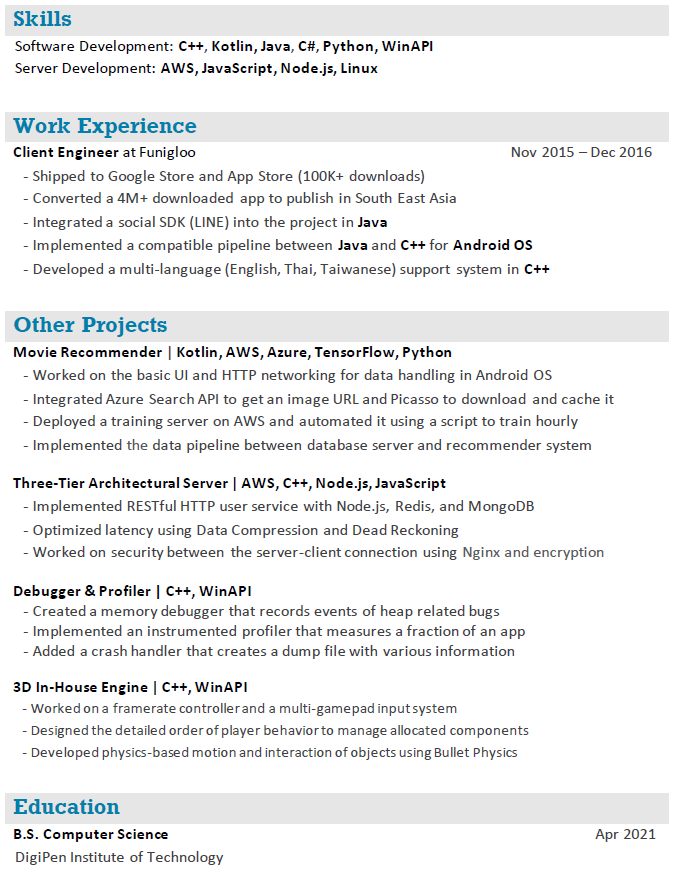 Skills
Software Development: C++, Kotlin, Java, C#, Python, WinAPI
Server Development: AWS, JavaScript, Node.js, Linux
Work Experience
Client Engineer at Funigloo Nov 2015 – Dec 2016
- Shipped to Google Store and App Store (100K+ downloads)
- Converted a 4M+ downloaded app to publish in South East Asia
- Integrated a social SDK (LINE) into the project in Java
- Implemented a compatible pipeline between Java and C++ for Android OS
- Developed a multi-language (English, Thai, Taiwanese) support system in C++
Other Projects
Movie Recommender | Kotlin, AWS, Azure, TensorFlow, Python
- Worked on the basic UI and HTTP networking for data handling in Android OS
- Integrated Azure Search API to get an image URL and Picasso to download and cache it
- Deployed a training server on AWS and automated it using a script to train hourly
- Implemented the data pipeline between database server and recommender system
Three-Tier Architectural Server | AWS, C++, Node.js, JavaScript
- Implemented RESTful HTTP user service with Node.js, Redis, and MongoDB
- Optimized latency using Data Compression and Dead Reckoning
- Worked on security between the server-client connection using Nginx and encryption
Debugger & Profiler | C++, WinAPI
- Created a memory debugger that records events of heap related bugs
- Implemented an instrumented profiler that measures a fraction of an app
- Added a crash handler that creates a dump file with various information
3D In-House Engine | C++, WinAPI
- Worked on a framerate controller and a multi-gamepad input system
- Designed the detailed order of player behavior to manage allocated components
- Developed physics-based motion and interaction of objects using Bullet Physics
Education
B.S. Computer Science Apr 2021
DigiPen Institute of Technology